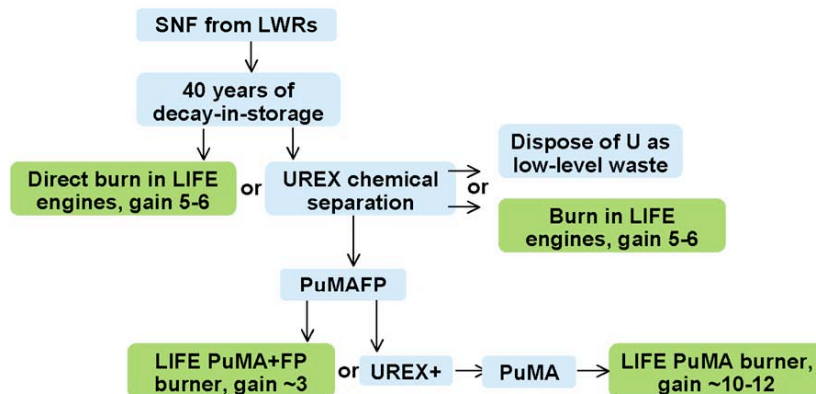 SNF from LWRs
40 years of
decay-in-storage
Direct burn in LIFE
engines, gain 5-6
or
UREX chemical
separation
or
Dispose of U as
low-level waste
Burn in LIFE
engines, gain 5-6
PuMAFP
LIFE PuMA+FP
burner, gain ~3
or
UREX+
PuMA
LIFE PuMA burner,
gain ~10-12